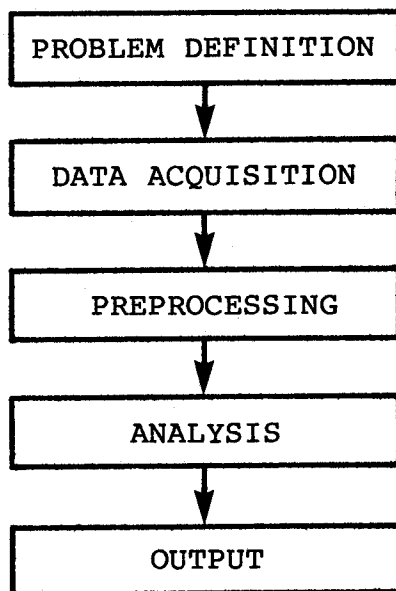 PROBLEM DEFINITION
DATA ACQUISITION
PREPROCESSING
ANALYSIS
OUTPUT